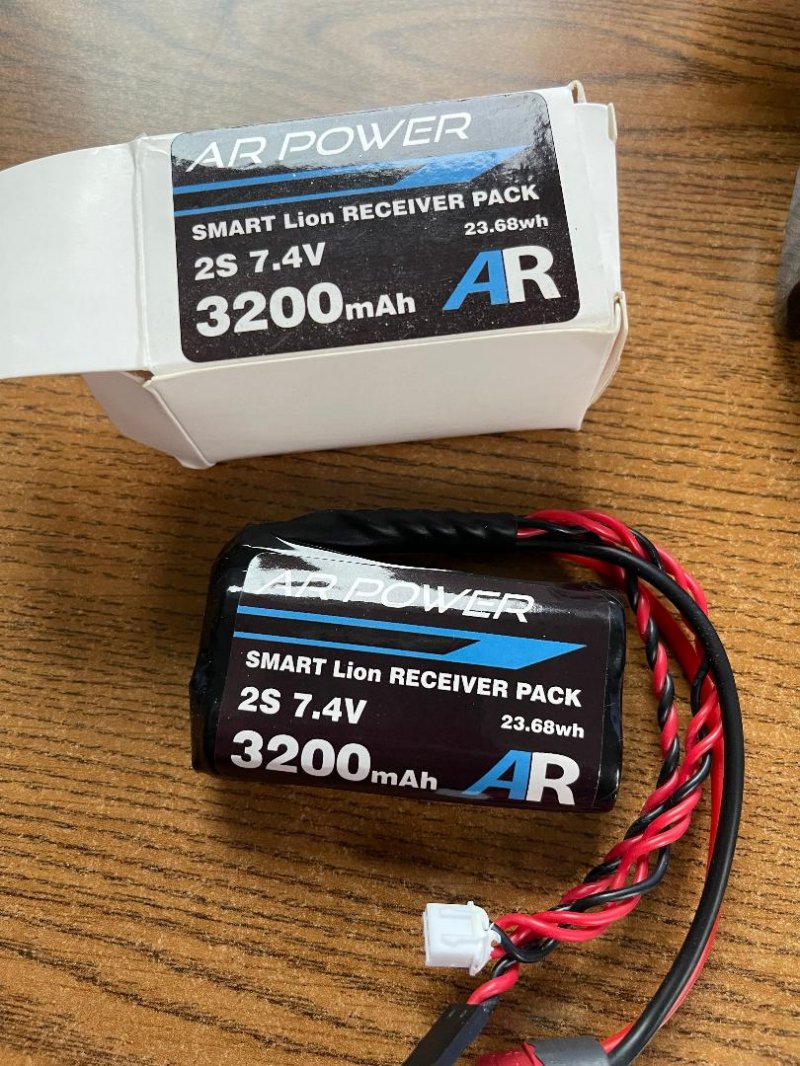 AR POWER
SMART Lion RECEIVER PACK
23.68wh
2S 7.4V
3200mAh
AR
AR POWER
SMART Lion RECEIVER PACK
2S 7.4V
23.68wh
3200mAh
AR